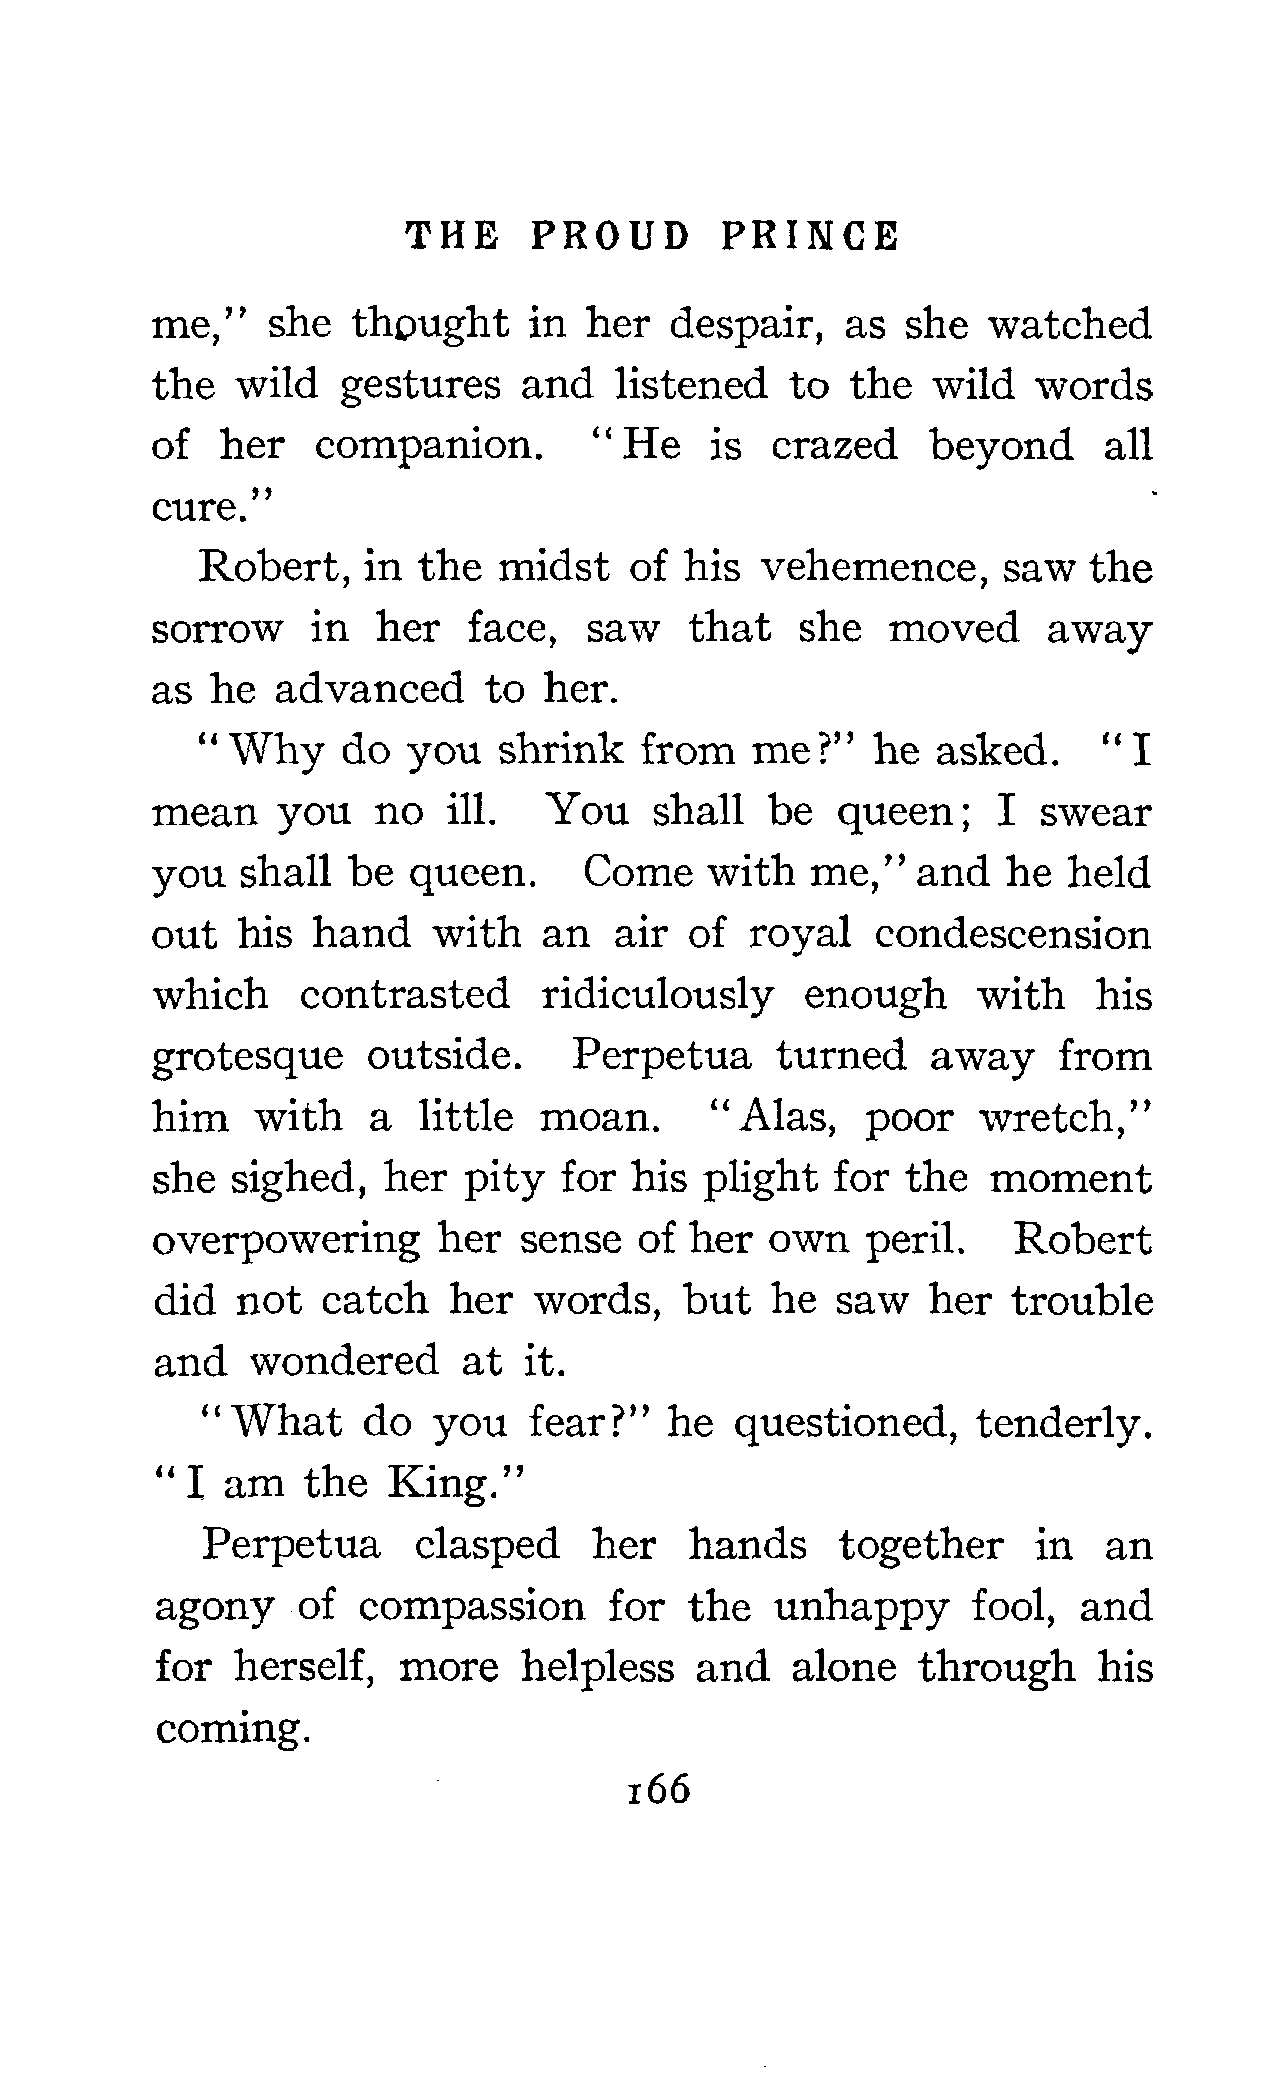 THE PROUD PRINCE
me," she thought in her despair, as she watched
the wild gestures and listened to the wild words
of her companion. "He is crazed beyond all
cure."
Robert, in the midst of his vehemence, saw the
sorrow in her face, saw that she moved away
as he advanced to her.
"Why do you shrink from me?" he asked. "I
mean you no ill. You shall be queen; I swear
you shall be queen. Come with me," and he held
out his hand with an air of royal condescension
which contrasted ridiculously enough with his
grotesque outside. Perpetua turned away from
him with a little moan. "Alas, poor wretch,"
she sighed, her pity for his plight for the moment
overpowering her sense of her own peril. Robert
did not catch her words, but he saw her trouble
and wondered at it.
"What do you fear?" he questioned, tenderly.
"I am the King."
Perpetua clasped her hands together in an
agony of compassion for the unhappy fool, and
for herself, more helpless and alone through his
coming.
166